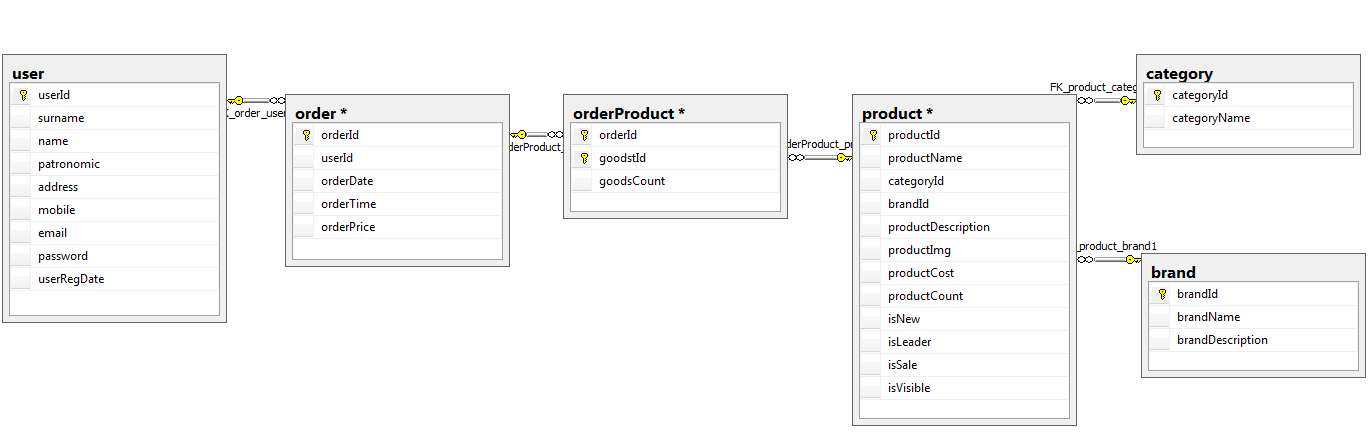 user
userId
surname
name
patronomic
address
mobile
email
password
userRegDate
_order_user
order *
orderId
userId
orderDate
orderTime
orderPrice
derProduct_
orderProduct *
orderId
goodstId
goodsCount
derProduct_pr
product *
productId
productName
categoryId
brandId
productDescription
productImg
productCost
productCount
isNew
isLeader
isSale
isVisible
FK_product_categ
category
categoryId
categoryName
_product_brand1
brand
brandId
brandName
brandDescription